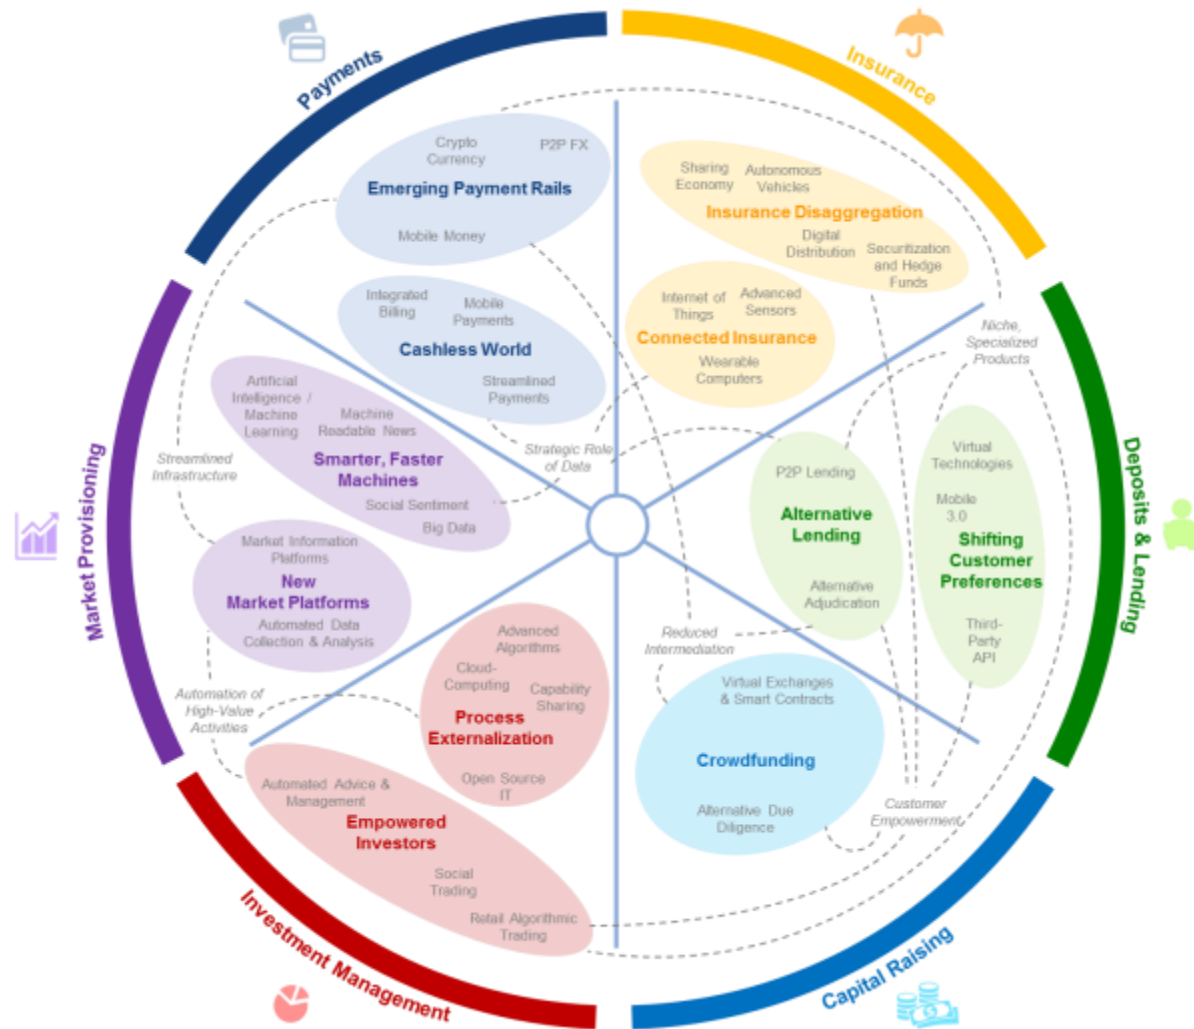 Payments
Crypto
Currency
P2P FX
Emerging Payment Rails
Mobile Money
Integrated
Billing
Mobile
Payments
Cashless World
Streamlined
Payments
Insurance
Sharing
Economy
Autonomous
Vehicles
Insurance Disaggregation
Digital
Distribution
Securitization
and Hedge
Funds
Internet of
Things
Advanced
Sensors
Connected Insurance
Wearable
Computers
Niche,
Specialized
Products
Deposits & Lending
P2P Lending
Alternative
Lending
Alternative
Adjudication
Virtual
Technologies
Mobile
3.0
Shifting
Customer
Preferences
Third-
Party
API
Strategic Role
of Data
Market Provisioning
Artificial
Intelligence /
Machine
Learning
Machine
Readable News
Smarter, Faster
Machines
Social Sentiment
Big Data
Streamlined
Infrastructure
Market Information
Platforms
New
Market Platforms
Automated Data
Collection & Analysis
Automation of
High-Value
Activities
Investment Management
Advanced
Algorithms
Cloud-
Computing
Capability
Sharing
Process
Externalization
Open Source
IT
Automated Advice &
Management
Empowered
Investors
Social
Trading
Retail Algorithmic
Trading
Capital Raising
Reduced
Intermediation
Virtual Exchanges
& Smart Contracts
Crowdfunding
Alternative Due
Diligence
Customer
Empowerment